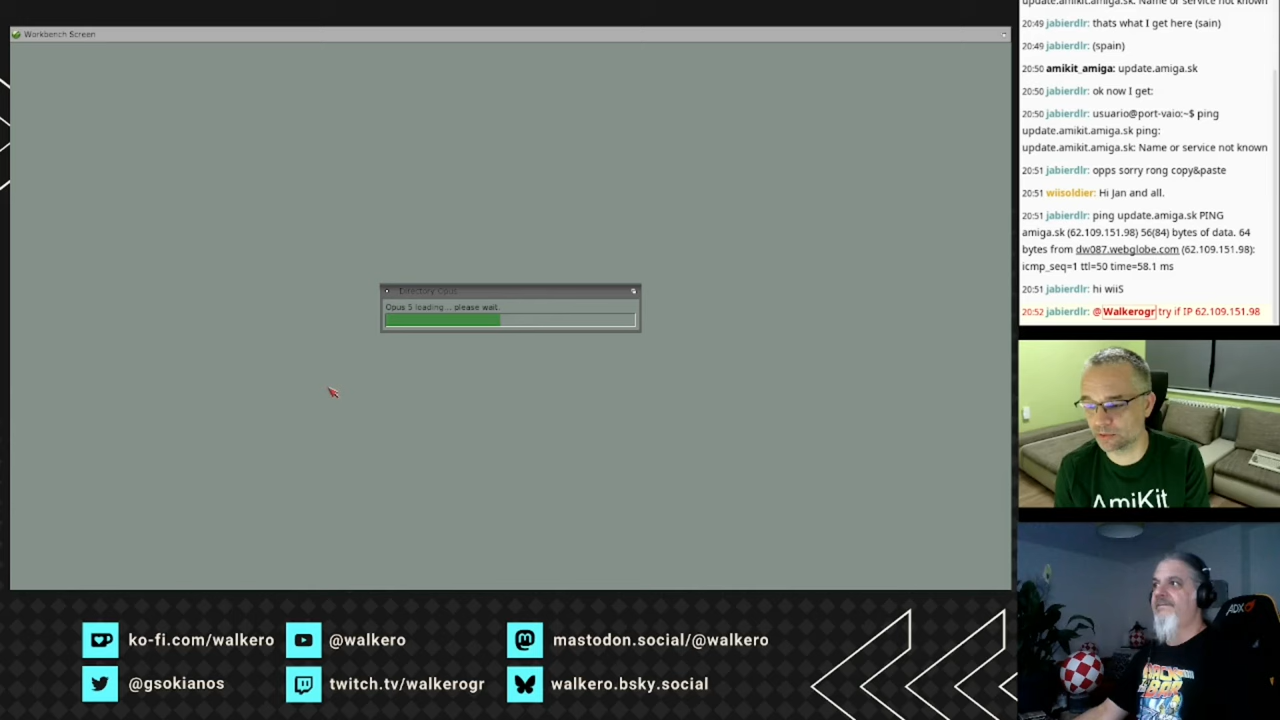 Workbench Screen
Directory Opus
Opus 5 loading... please wait.
update.amikit.amiga.sk: Name or service not known
20:49 jabierdlr: thats what I get here (sain)
20:49 jabierdlr: (spain)
20:50 amikit_amiga: update.amiga.sk
20:50 jabierdlr: ok now I get:
20:50 jabierdlr: usuario@port-vaio:~$ ping
update.amikit.amiga.sk ping:
update.amikit.amiga.sk: Name or service not known
20:51 jabierdlr: opps sorry rong copy&paste
20:51 wiisoldier: Hi Jan and all.
20:51 jabierdlr: ping update.amiga.sk PING
amiga.sk (62.109.151.98) 56(84) bytes of data. 64
bytes from dw087.webglobe.com (62.109.151.98):
icmp_seq=1 ttl=50 time=58.1 ms
20:51 jabierdlr: hi wiiS
20:52 jabierdlr: @Walkerogr try if IP 62.109.151.98
AmiKit
ADX
BACK
BAR
ko-fi.com/walkero
@walkero
mastodon.social/@walkero
@gsokianos
twitch.tv/walkerogr
walkero.bsky.social